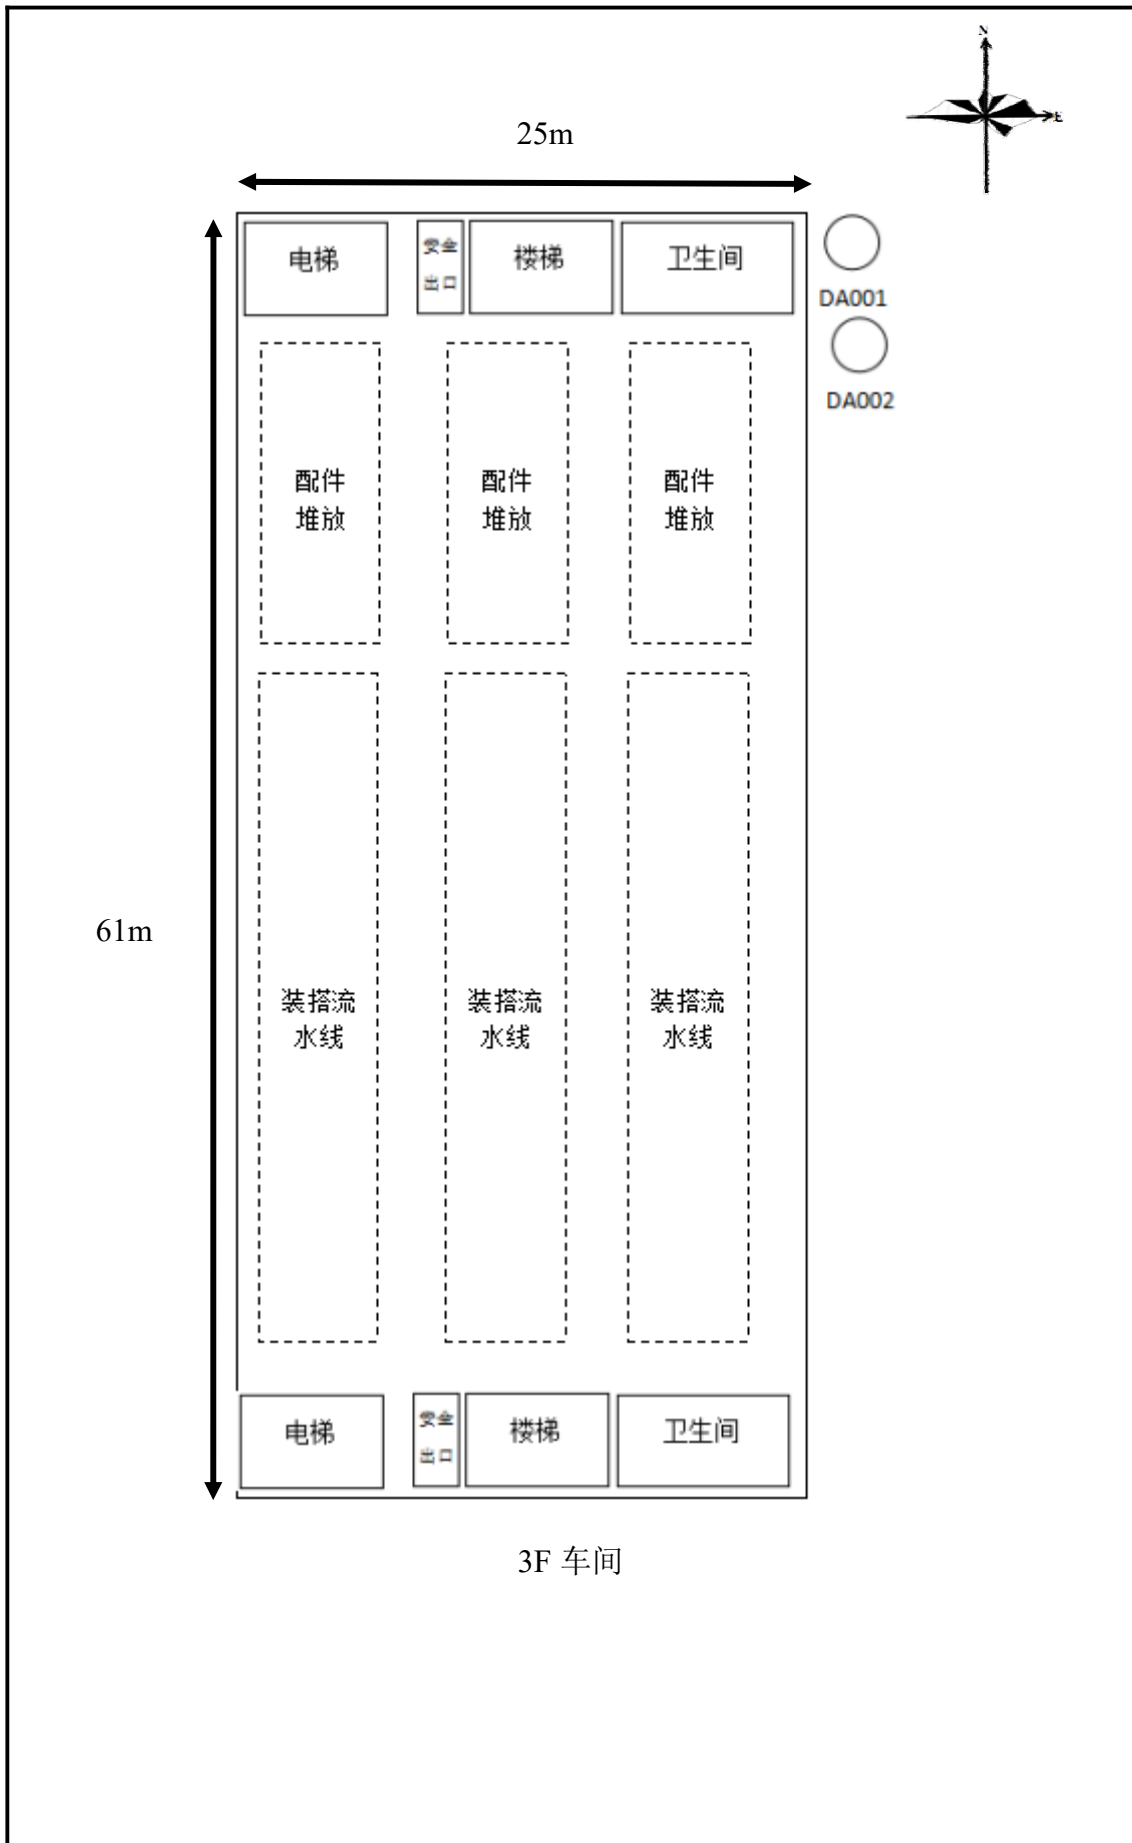 N
E
25m
电梯
安全
出口
楼梯
卫生间
DA001
DA002
配件
堆放
配件
堆放
配件
堆放
61m
装搭流
水线
装搭流
水线
装搭流
水线
电梯
安全
出口
楼梯
卫生间
3F 车间